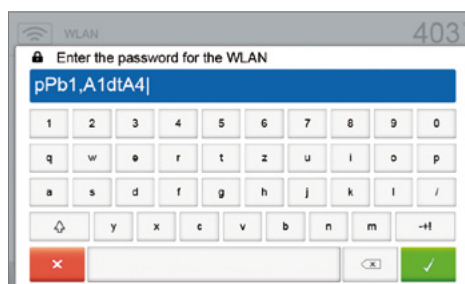 WLAN 403
Enter the password for the WLAN
pPb1,A1dtA4
1 2 3 4 5 6 7 8 9 0
q w e r t z u i o p
a s d f g h j k l /
y x c v b n m -+!